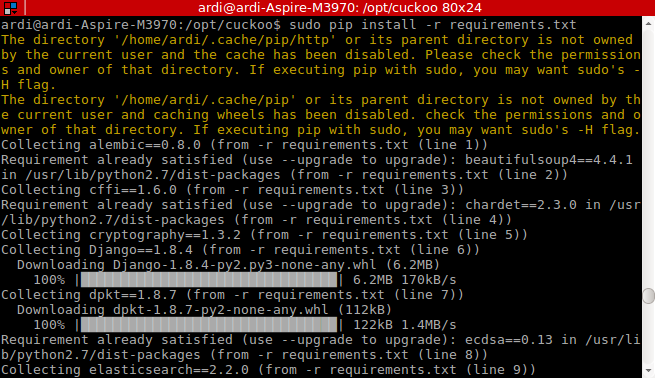 ardi@ardi-Aspire-M3970: /opt/cuckoo 80x24
ardi@ardi-Aspire-M3970:/opt/cuckoo$ sudo pip install -r requirements.txt
The directory '/home/ardi/.cache/pip/http' or its parent directory is not owned
by the current user and the cache has been disabled. Please check the permission
s and owner of that directory. If executing pip with sudo, you may want sudo's -
H flag.
The directory '/home/ardi/.cache/pip' or its parent directory is not owned by th
e current user and caching wheels has been disabled. check the permissions and o
wner of that directory. If executing pip with sudo, you may want sudo's -H flag.
Collecting alembic==0.8.0 (from -r requirements.txt (line 1))
Requirement already satisfied (use --upgrade to upgrade): beautifulsoup4==4.4.1
in /usr/lib/python2.7/dist-packages (from -r requirements.txt (line 2))
Collecting cffi==1.6.0 (from -r requirements.txt (line 3))
Requirement already satisfied (use --upgrade to upgrade): chardet==2.3.0 in /usr
/lib/python2.7/dist-packages (from -r requirements.txt (line 4))
Collecting cryptography==1.3.2 (from -r requirements.txt (line 5))
Collecting Django==1.8.4 (from -r requirements.txt (line 6))
Downloading Django-1.8.4-py2.py3-none-any.whl (6.2MB)
100% |████████████████████████████████| 6.2MB 170kB/s
Collecting dpkt==1.8.7 (from -r requirements.txt (line 7))
Downloading dpkt-1.8.7-py2-none-any.whl (112kB)
100% |████████████████████████████████| 122kB 1.4MB/s
Requirement already satisfied (use --upgrade to upgrade): ecdsa==0.13 in /usr/li
b/python2.7/dist-packages (from -r requirements.txt (line 8))
Collecting elasticsearch==2.2.0 (from -r requirements.txt (line 9))